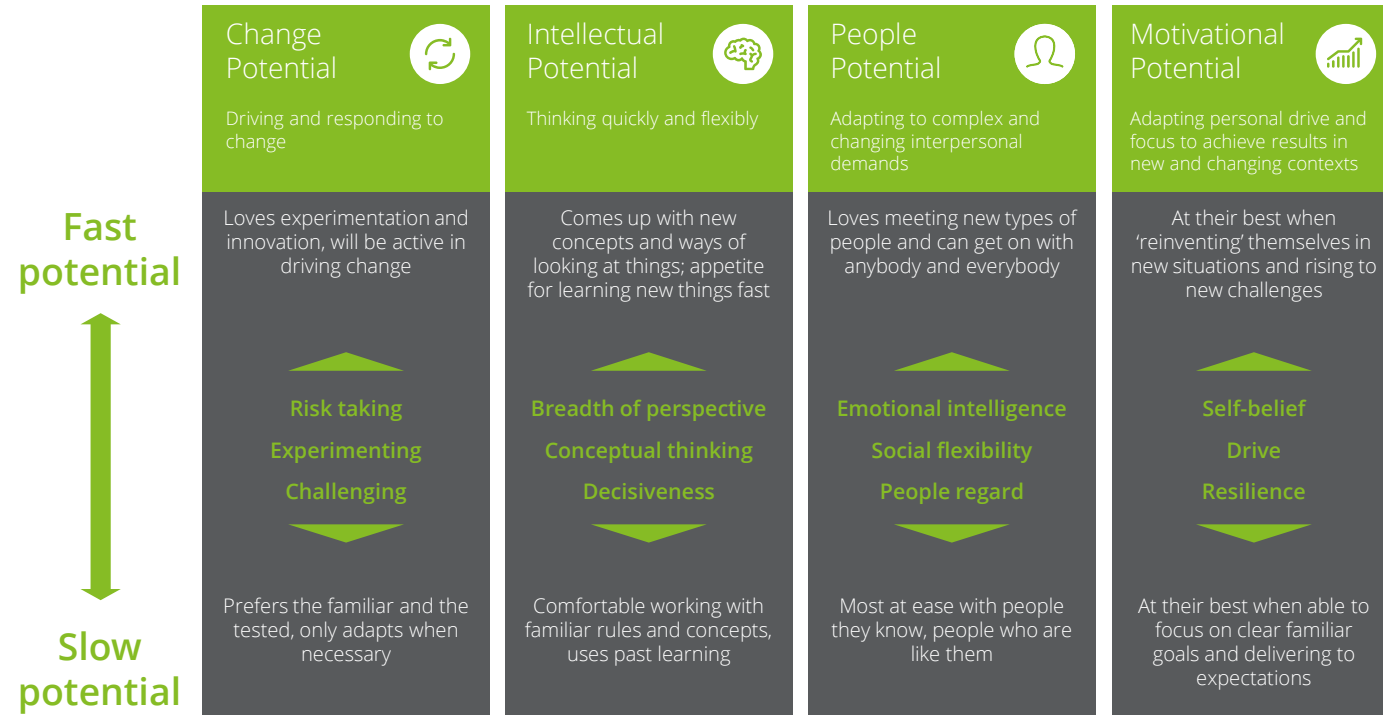 Change
Potential
Driving and responding to
change
Intellectual
Potential
Thinking quickly and flexibly
People
Potential
Adapting to complex and
changing interpersonal
demands
Motivational
Potential
Adapting personal drive and
focus to achieve results in
new and changing contexts
Fast
potential
Loves experimentation and
innovation, will be active in
driving change
Comes up with new
concepts and ways of
looking at things; appetite
for learning new things fast
Loves meeting new types of
people and can get on with
anybody and everybody
At their best when
‘reinventing’ themselves in
new situations and rising to
new challenges
Risk taking
Experimenting
Challenging
Breadth of perspective
Conceptual thinking
Decisiveness
Emotional intelligence
Social flexibility
People regard
Self-belief
Drive
Resilience
Slow
potential
Prefers the familiar and the
tested, only adapts when
necessary
Comfortable working with
familiar rules and concepts,
uses past learning
Most at ease with people
they know, people who are
like them
At their best when able to
focus on clear familiar
goals and delivering to
expectations